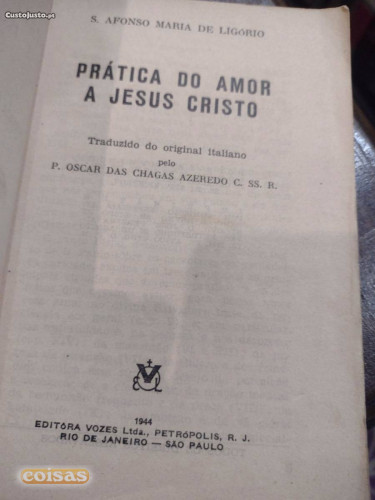 CustoJusto.pt
S. AFONSO MARIA DE LIGÓRIO
PRÁTICA DO AMOR
A JESUS CRISTO
Traduzido do original italiano
pelo
P. OSCAR DAS CHAGAS AZEREDO C. SS. R.
V
1944
EDITÔRA VOZES Ltda., PETRÓPOLIS, R. J.
RIO DE JANEIRO — SÃO PAULO
coisas